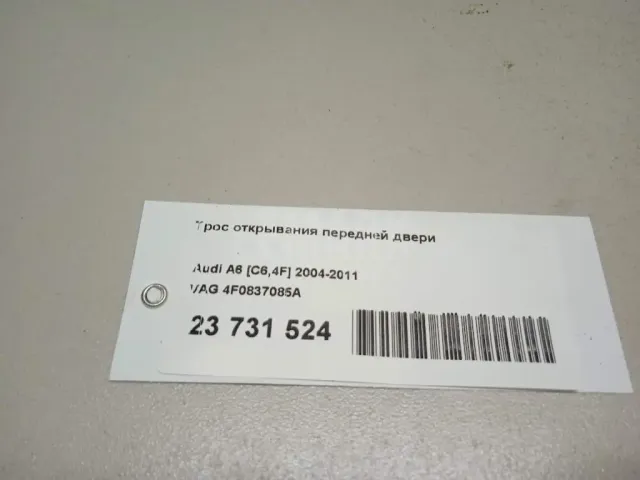 Трос открывания передней двери
Audi A6 [C6,4F] 2004-2011
VAG 4F0837085A
23 731 524